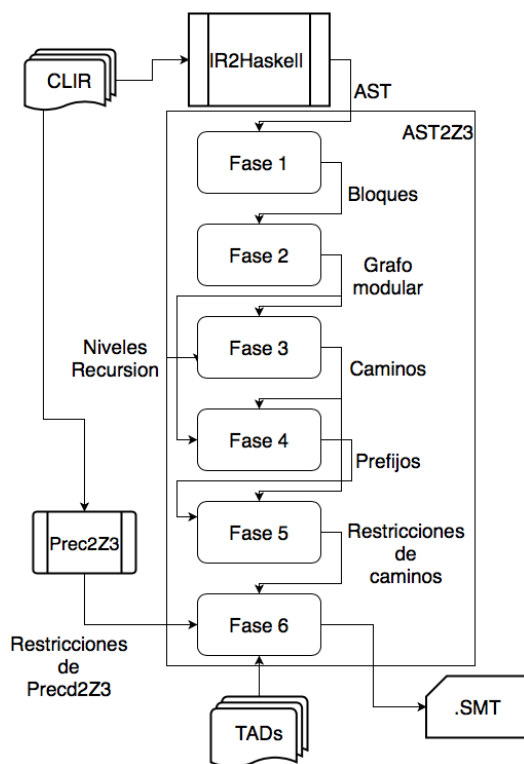 CLIR
IR2Haskell
AST
AST2Z3
Fase 1
Bloques
Fase 2
Grafo
modular
Niveles
Recursion
Fase 3
Caminos
Fase 4
Prefijos
Prec2Z3
Fase 5
Restricciones
de
caminos
Fase 6
Restricciones
de
Precd2Z3
TADs
.SMT